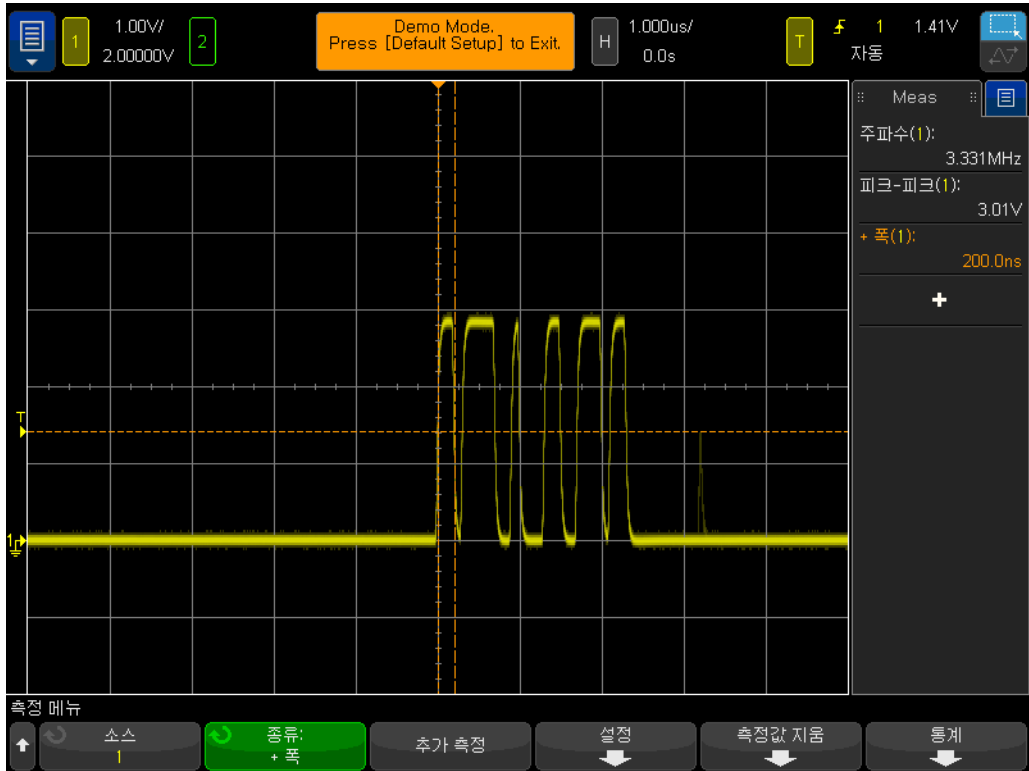 1
1.00V/
2.00000V
2
Demo Mode,
Press [Default Setup] to Exit.
H
1.000us/
0.0s
T
1
1.41V
자동
Meas
주파수(1):
3.331MHz
피크-피크(1):
3.01V
+ 폭(1):
200.0ns
T
1
측정 메뉴
소스
1
종류:
+ 폭
추가 측정
설정
측정값 지움
통계